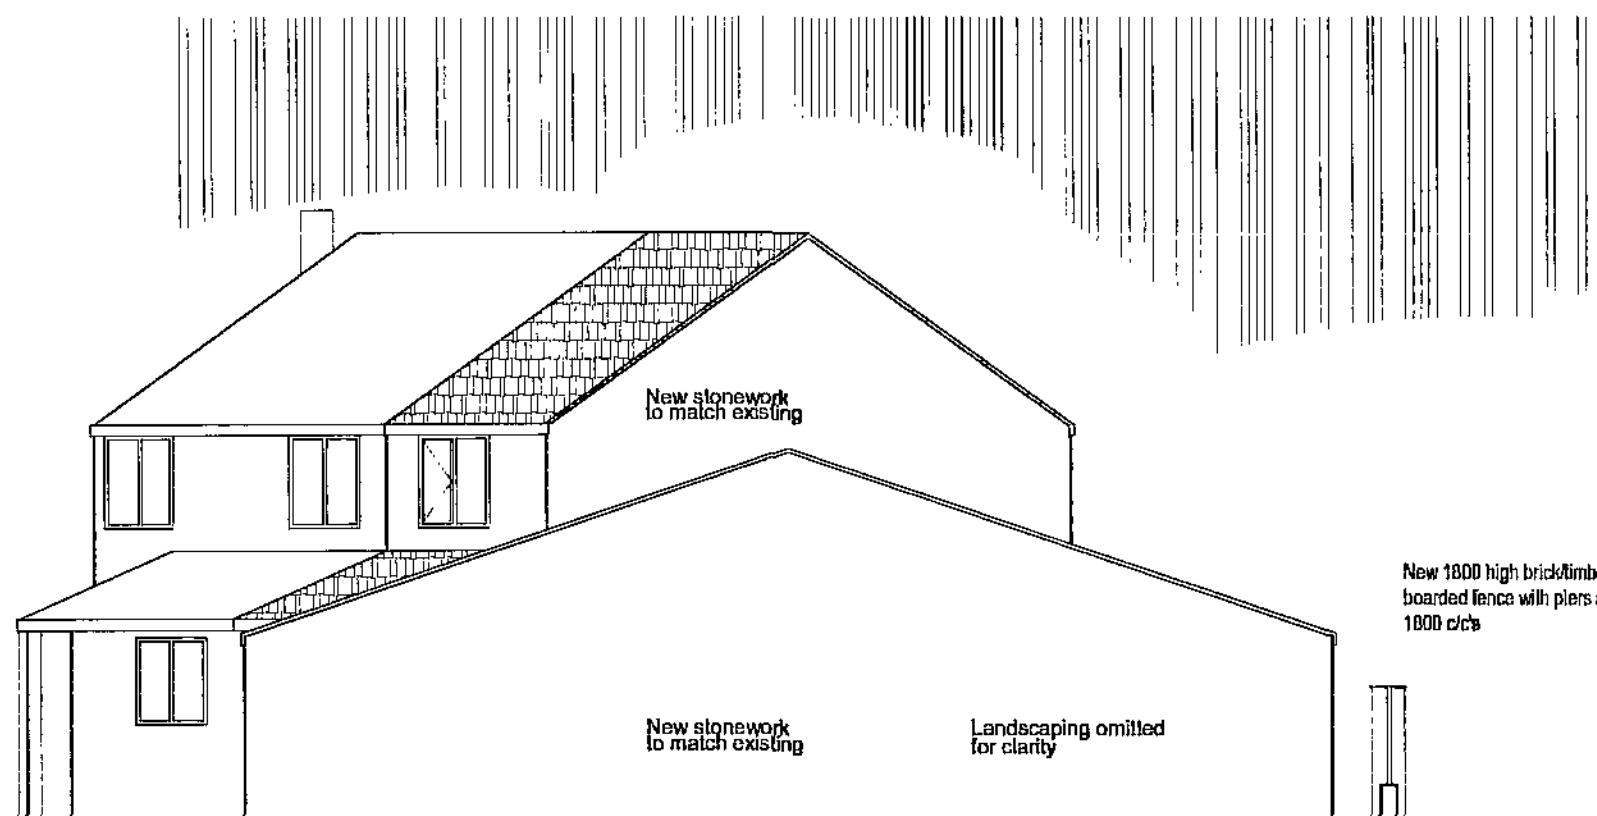 New stonework
to match existing
New 1800 high brick/timb
boarded fence with piers a
1800 c/c's
New stonework
to match existing
Landscaping omitted
for clarity